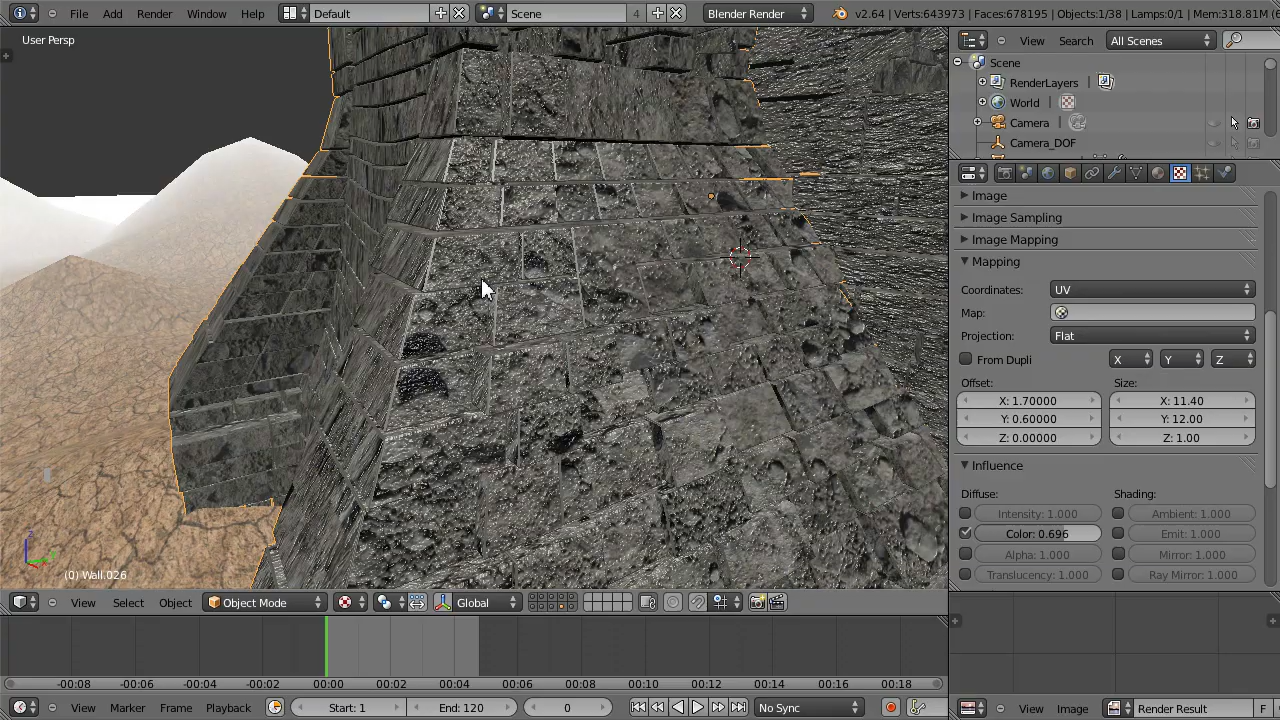 File Add Render Window Help Default Scene 4 Blender Render v2.64 | Verts:643973 | Faces:678195 | Objects:1/38 | Lamps:0/1 | Mem:318.81M
User Persp
View Search All Scenes
Scene
RenderLayers
World
Camera
Camera_DOF
Image
Image Sampling
Image Mapping
Mapping
Coordinates: UV
Map:
Projection: Flat
From Dupli X Y Z
Offset: Size:
X: 1.70000 X: 11.40
Y: 0.60000 Y: 12.00
Z: 0.00000 Z: 1.00
Influence
Diffuse: Shading:
Intensity: 1.000 Ambient: 1.000
Color: 0.696 Emit: 1.000
Alpha: 1.000 Mirror: 1.000
Translucency: 1.000 Ray Mirror: 1.000
(0) Wall.026
View Select Object Object Mode Global
-00:08 -00:06 -00:04 -00:02 00:00 00:02 00:04 00:06 00:08 00:10 00:12 00:14 00:16 00:18
View Marker Frame Playback Start: 1 End: 120 0 No Sync
View Image Render Result F